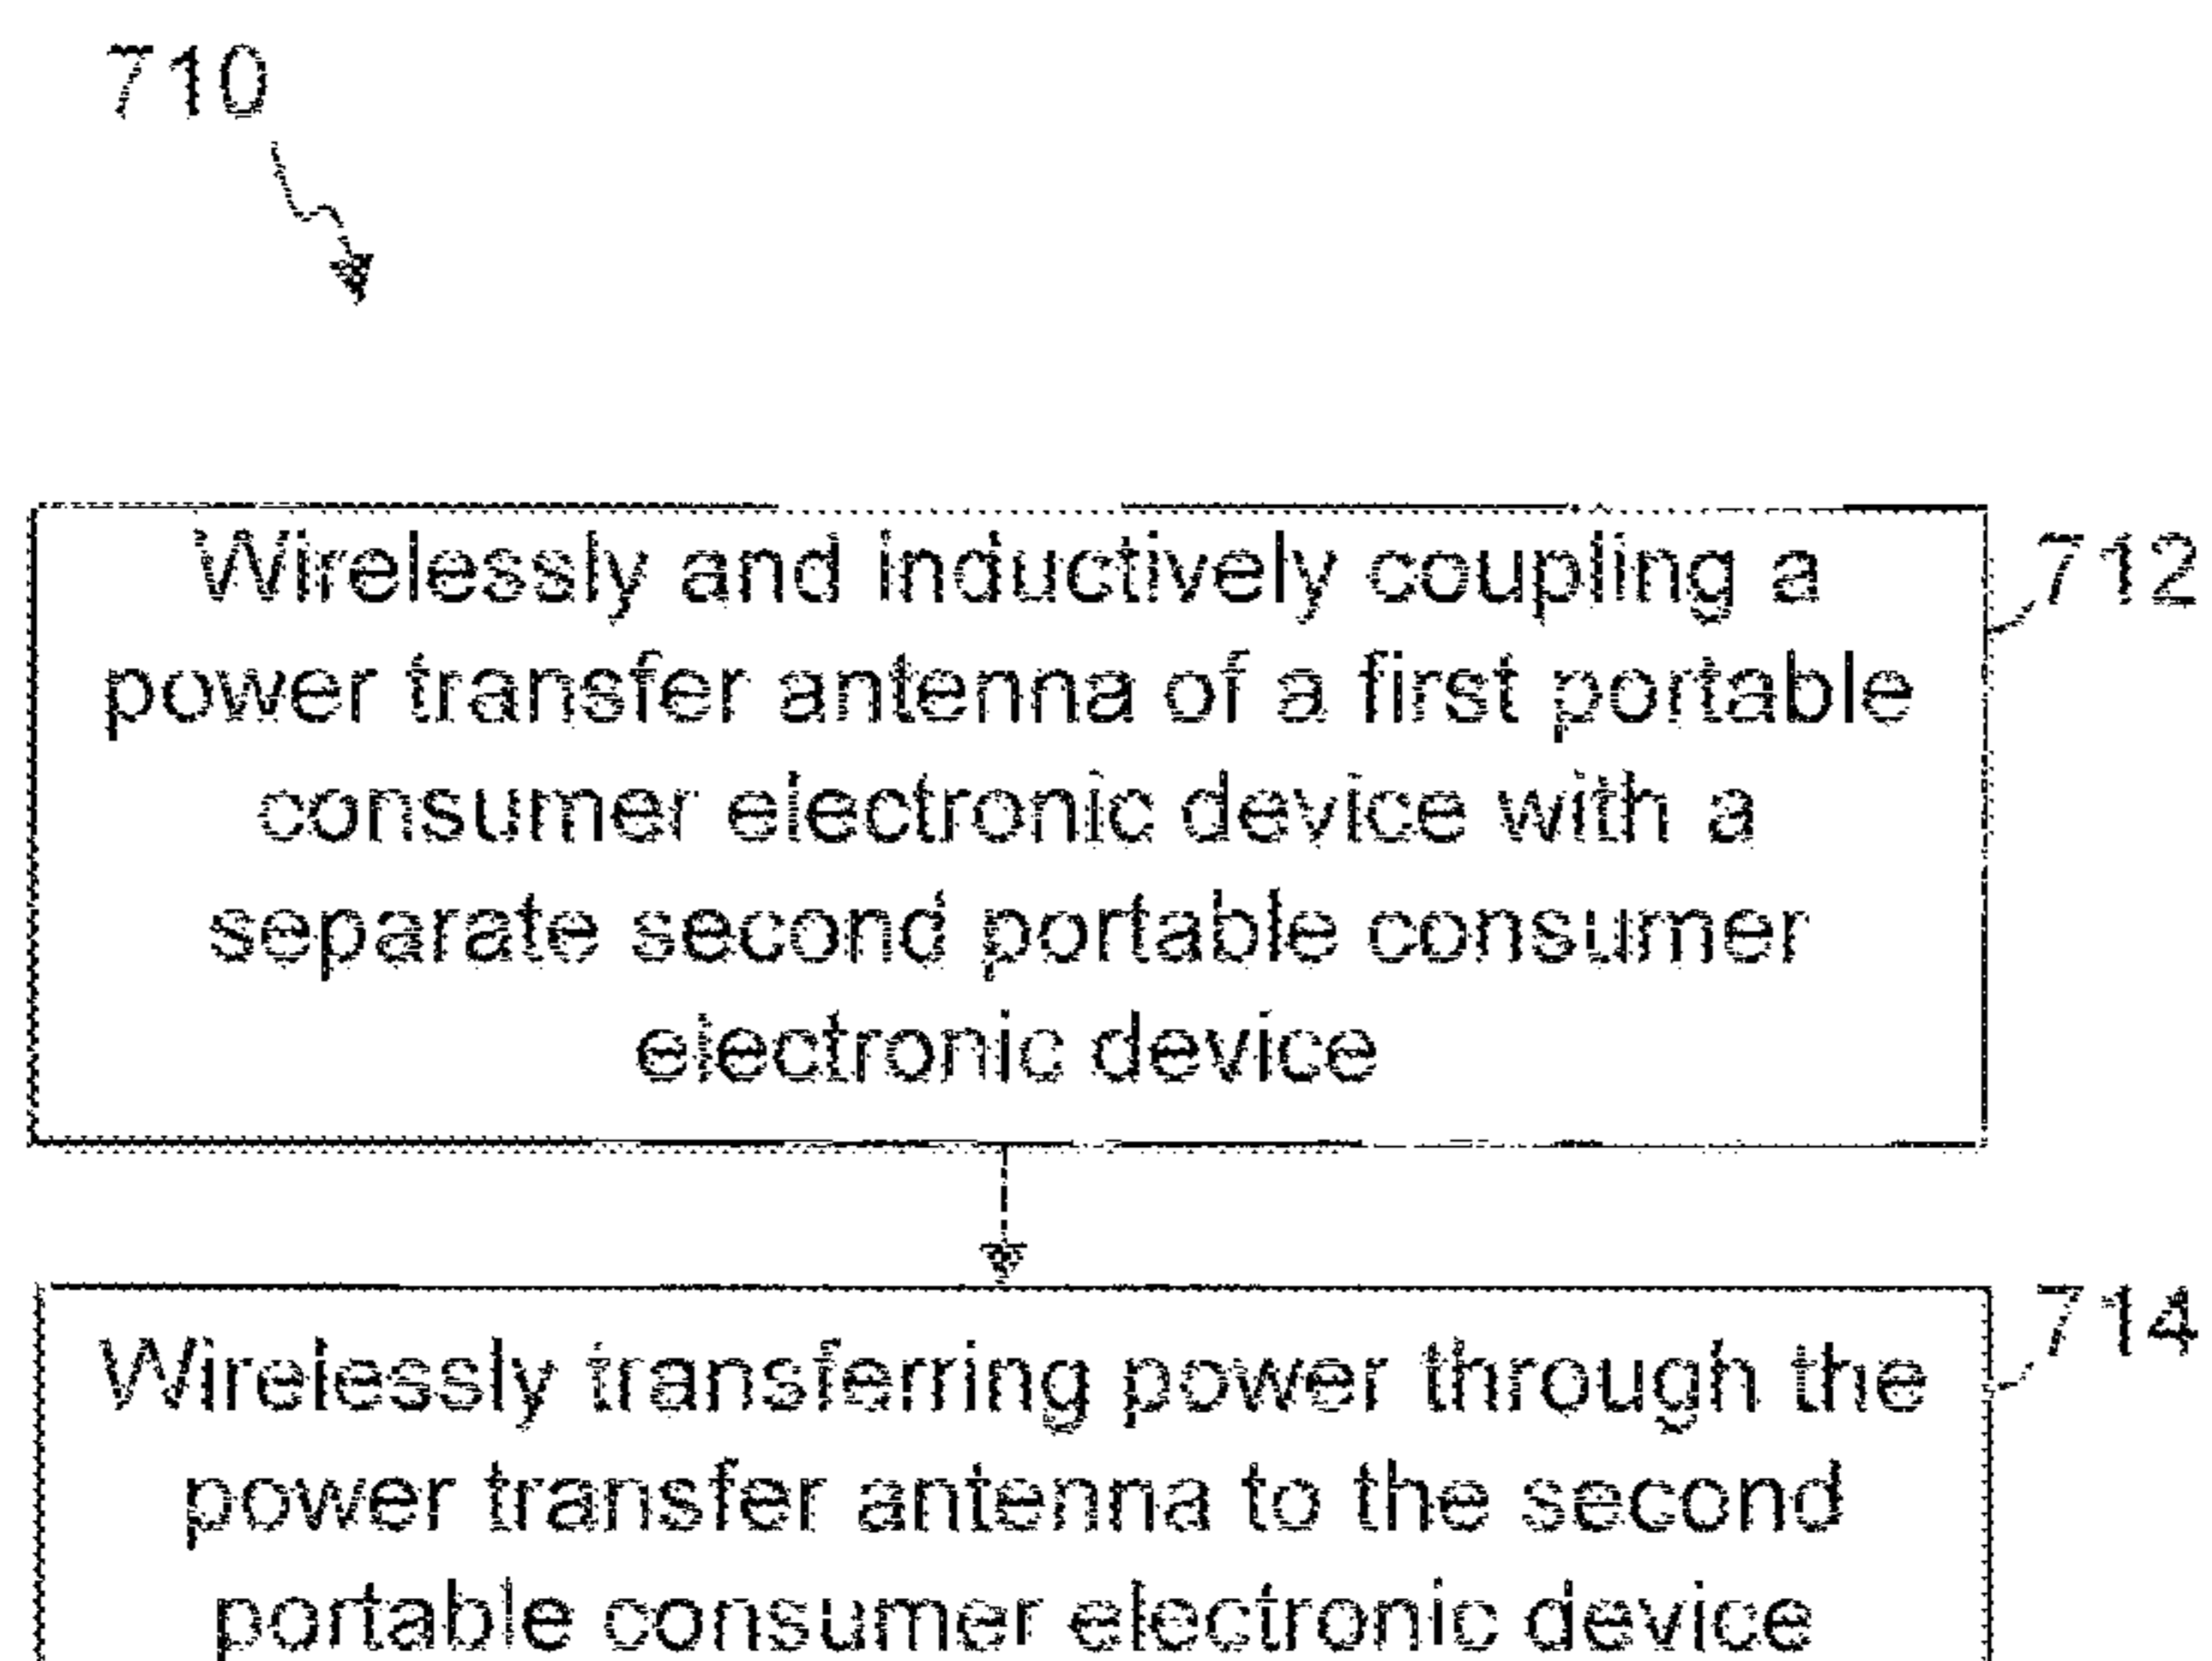 710
Wirelessly and inductively coupling a
712
power transfer antenna of a first portable
consumer electronic device with a
separate second portable consumer
electronic device
714
Wirelessly transferring power through the
power transfer antenna to the second
portable consumer electronic device